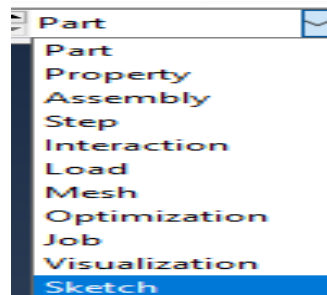 Part
Part
Property
Assembly
Step
Interaction
Load
Mesh
Optimization
Job
Visualization
Sketch